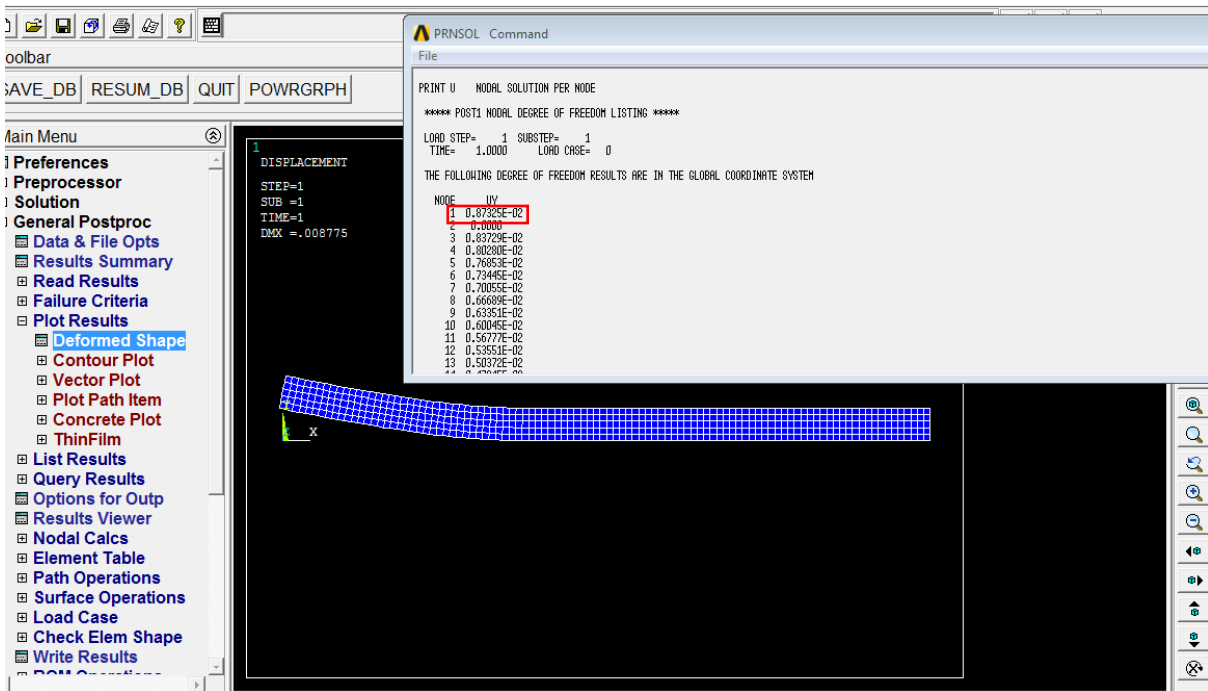 PRNSOL Command
File
oolbar
SAVE_DB RESUM_DB QUIT POWRGRPH
PRINT U NODAL SOLUTION PER NODE
***** POST1 NODAL DEGREE OF FREEDOM LISTING *****
LOAD STEP= 1 SUBSTEP= 1
TIME= 1.0000 LOAD CASE= 0
THE FOLLOWING DEGREE OF FREEDOM RESULTS ARE IN THE GLOBAL COORDINATE SYSTEM
NODE UY
1 0.87325E-02
2 0.0000
3 0.83729E-02
4 0.80280E-02
5 0.76853E-02
6 0.73445E-02
7 0.70055E-02
8 0.66689E-02
9 0.63351E-02
10 0.60045E-02
11 0.56777E-02
12 0.53551E-02
13 0.50372E-02
Main Menu
Preferences
Preprocessor
Solution
General Postproc
Data & File Opts
Results Summary
Read Results
Failure Criteria
Plot Results
Deformed Shape
Contour Plot
Vector Plot
Plot Path Item
Concrete Plot
ThinFilm
List Results
Query Results
Options for Outp
Results Viewer
Nodal Calcs
Element Table
Path Operations
Surface Operations
Load Case
Check Elem Shape
Write Results
1
DISPLACEMENT
STEP=1
SUB =1
TIME=1
DMX =.008775
X